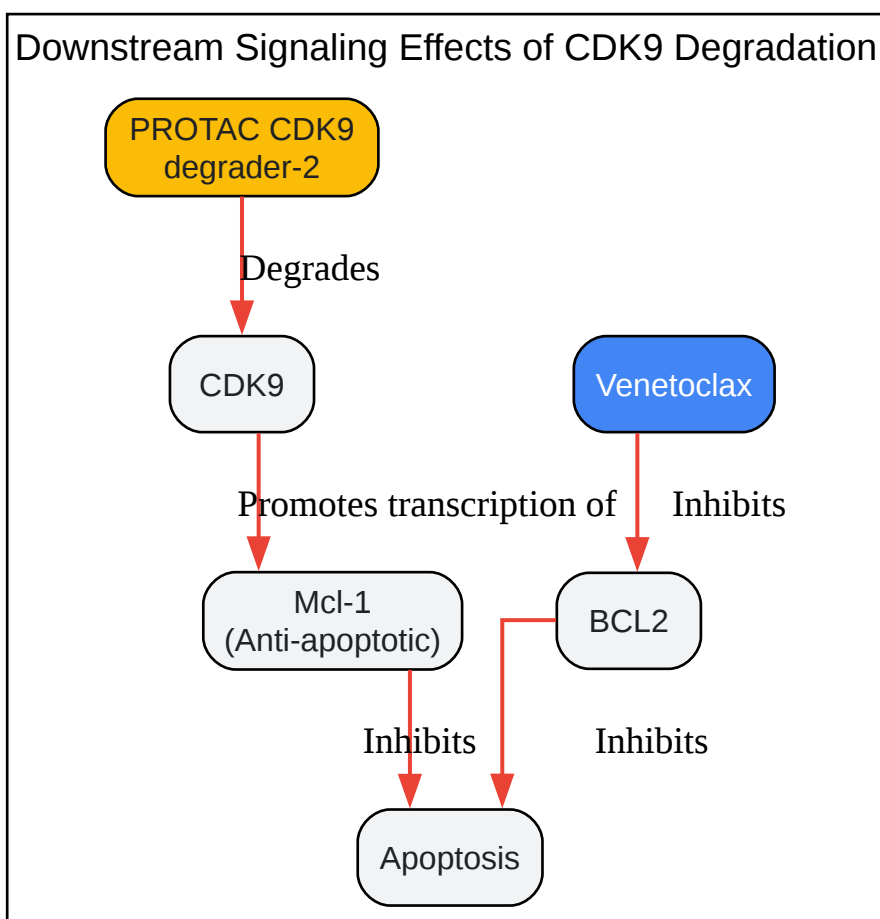 Downstream Signaling Effects of CDK9 Degradation
PROTAC CDK9
degrader-2
Degrades
CDK9
Venetoclax
Promotes transcription of
Inhibits
Mcl-1
(Anti-apoptotic)
BCL2
Inhibits
Inhibits
Apoptosis